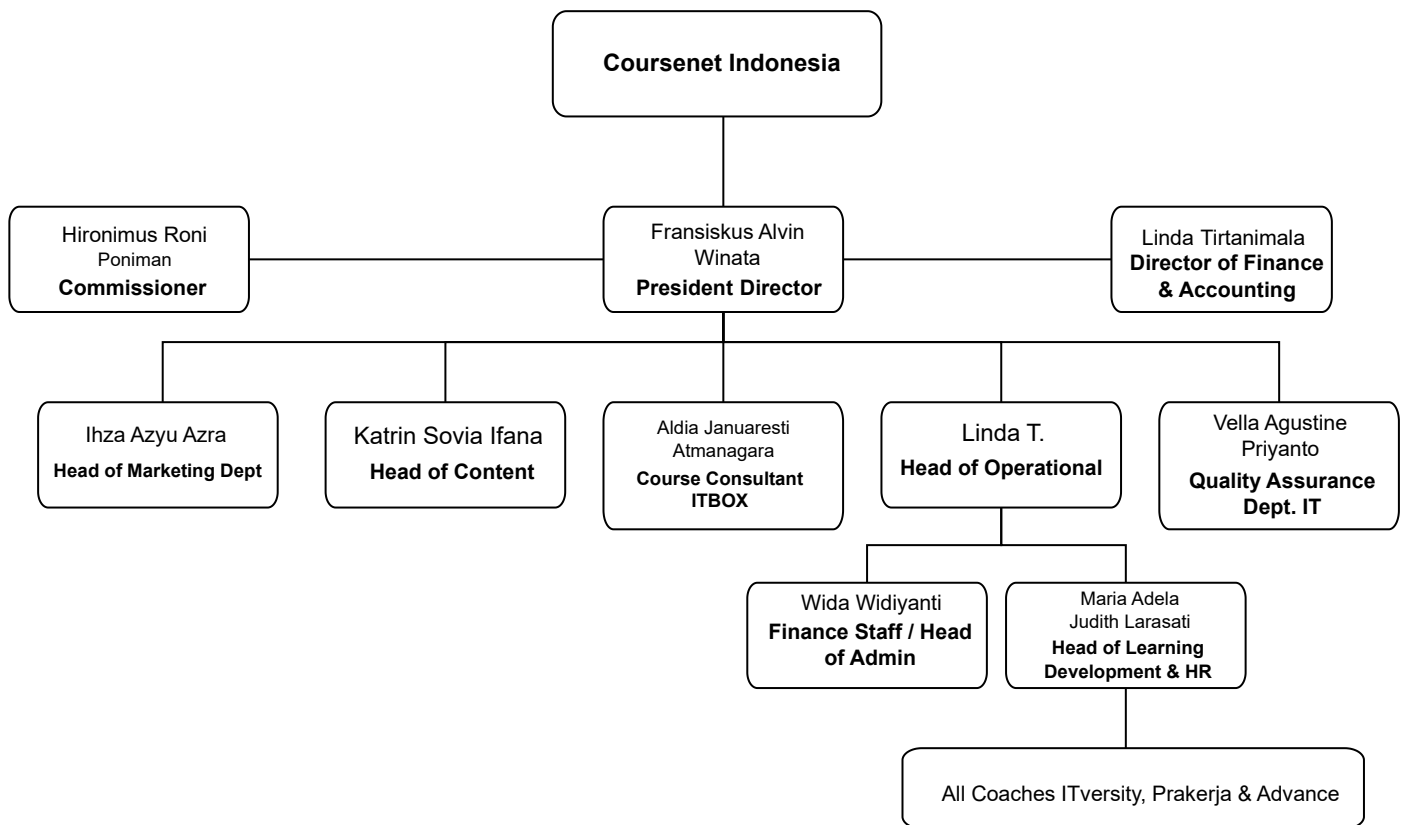 Coursenet Indonesia
Hironimus Roni
Poniman
Commissioner
Fransiskus Alvin
Winata
President Director
Linda Tirtanimala
Director of Finance
& Accounting
Ihza Azyu Azra
Head of Marketing Dept
Katrin Sovia Ifana
Head of Content
Aldia Januaresti
Atmanagara
Course Consultant
ITBOX
Linda T.
Head of Operational
Vella Agustine
Priyanto
Quality Assurance
Dept. IT
Wida Widiyanti
Finance Staff / Head
of Admin
Maria Adela
Judith Larasati
Head of Learning
Development & HR
All Coaches ITversity, Prakerja & Advance